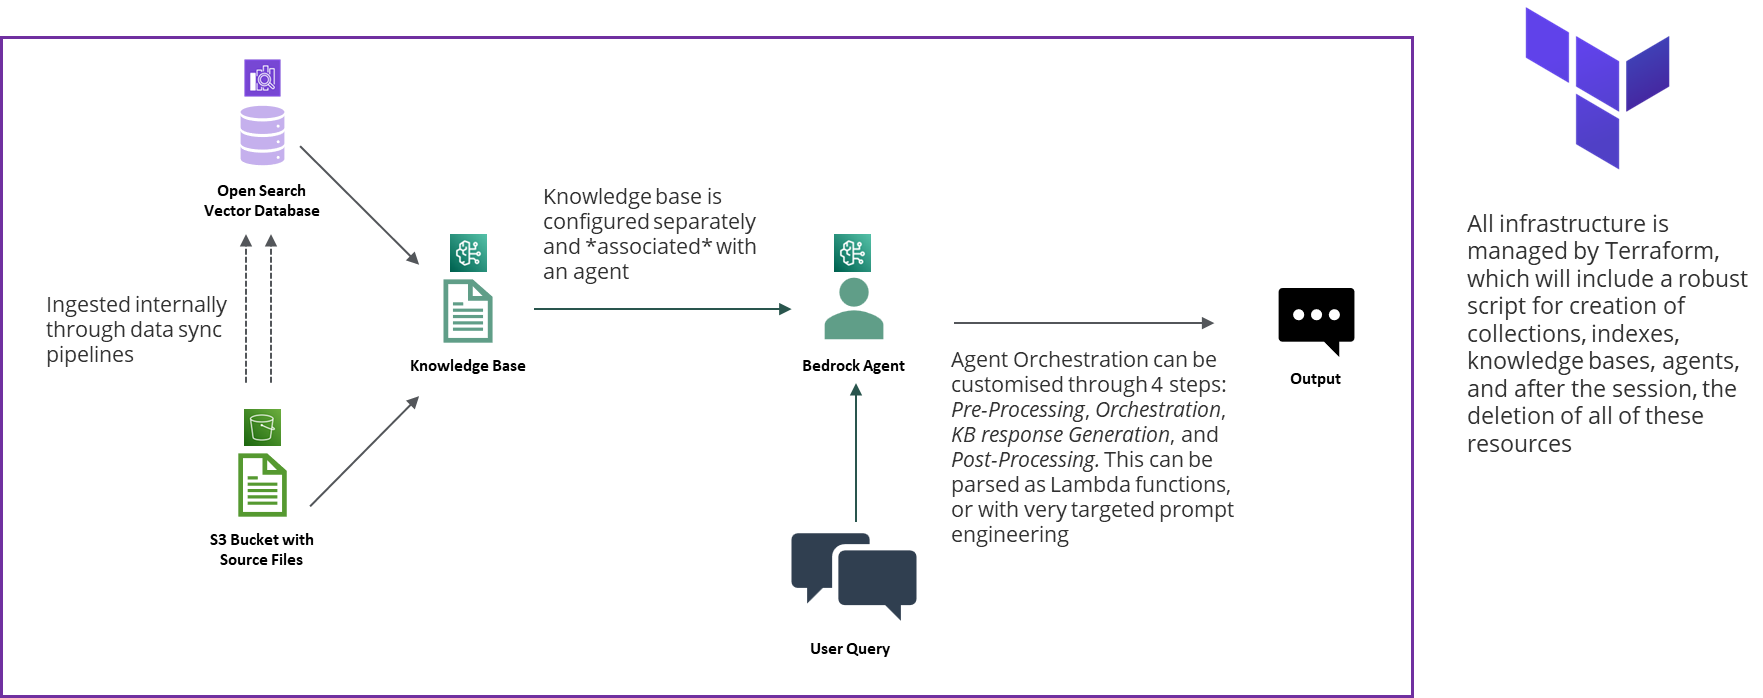 Open Search
Vector Database
Ingested internally
through data sync
pipelines
S3 Bucket with
Source Files
Knowledge Base
Knowledge base is
configured separately
and *associated* with
an agent
Bedrock Agent
User Query
Agent Orchestration can be
customised through 4 steps:
Pre-Processing, Orchestration,
KB response Generation, and
Post-Processing. This can be
parsed as Lambda functions,
or with very targeted prompt
engineering
Output
All infrastructure is
managed by Terraform,
which will include a robust
script for creation of
collections, indexes,
knowledge bases, agents,
and after the session, the
deletion of all of these
resources